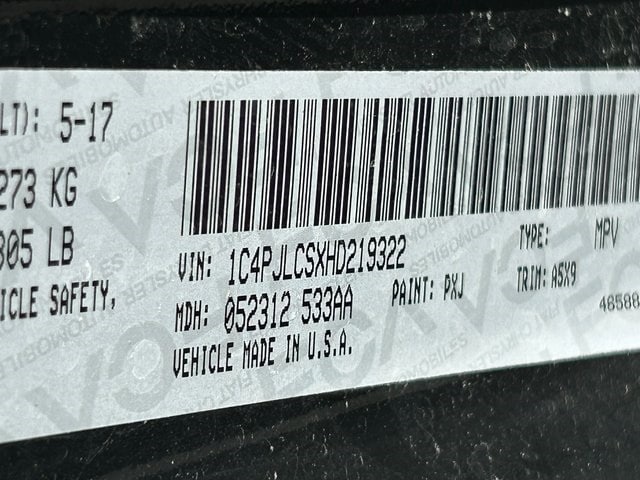 LT): 5-17
273 KG
305 LB
ICLE SAFETY,
VIN: 1C4PJLCSXHD219322
TYPE: MPV
MDH: 052312 533AA
PAINT: PXJ
TRIM: A5X9
VEHICLE MADE IN U.S.A.
48588